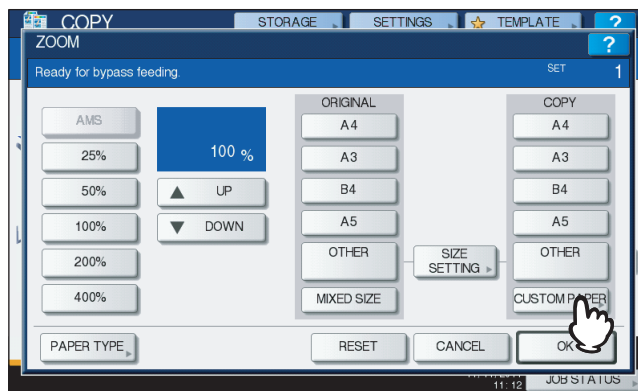 COPY
STORAGE
SETTINGS
TEMPLATE
?
ZOOM
?
Ready for bypass feeding.
SET 1
AMS
25%
50%
100%
200%
400%
100 %
UP
DOWN
ORIGINAL
A4
A3
B4
A5
OTHER
MIXED SIZE
SIZE
SETTING
COPY
A4
A3
B4
A5
OTHER
CUSTOM PAPER
PAPER TYPE
RESET
CANCEL
OK
11:12
JOB STATUS